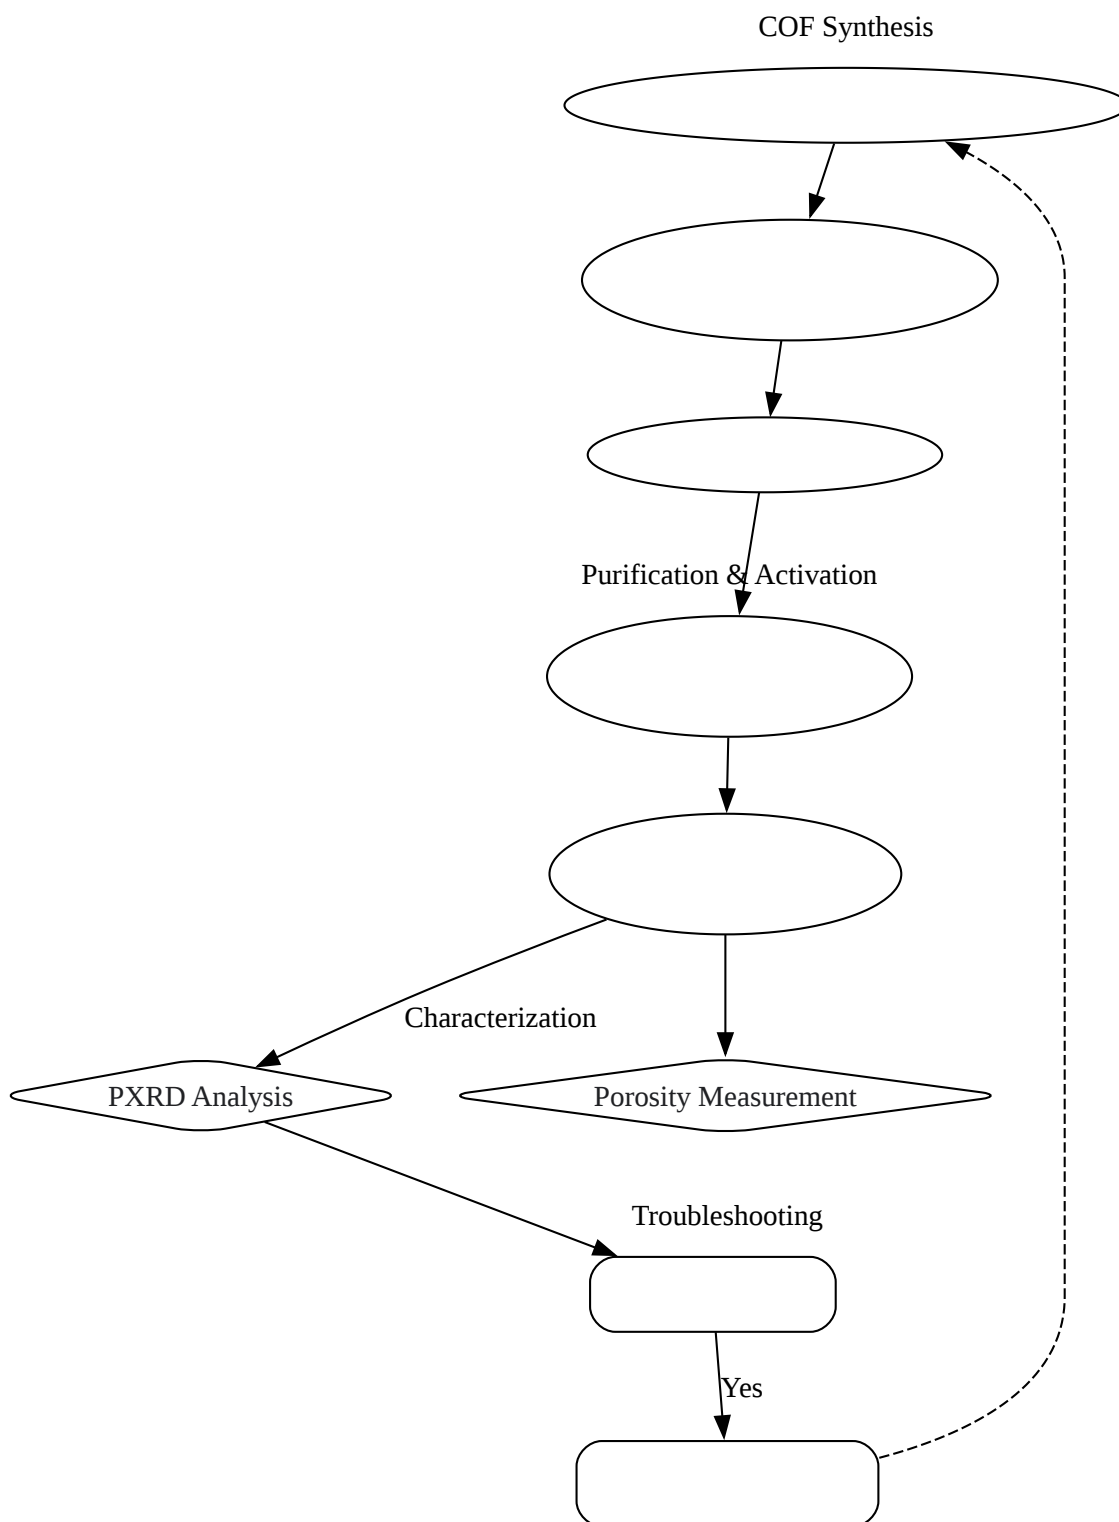 COF Synthesis
Purification & Activation
Characterization
PXRD Analysis
Porosity Measurement
Troubleshooting
Yes